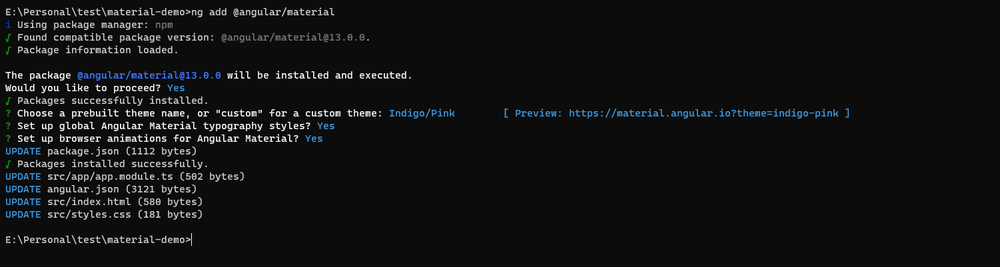 E:\Personal\test\material-demo>ng add @angular/material
i Using package manager: npm
√ Found compatible package version: @angular/material@13.0.0.
√ Package information loaded.
The package @angular/material@13.0.0 will be installed and executed.
Would you like to proceed? Yes
√ Packages successfully installed.
? Choose a prebuilt theme name, or "custom" for a custom theme: Indigo/Pink        [ Preview: https://material.angular.io?theme=indigo-pink ]
? Set up global Angular Material typography styles? Yes
? Set up browser animations for Angular Material? Yes
UPDATE package.json (1112 bytes)
√ Packages installed successfully.
UPDATE src/app/app.module.ts (502 bytes)
UPDATE angular.json (3121 bytes)
UPDATE src/index.html (580 bytes)
UPDATE src/styles.css (181 bytes)
E:\Personal\test\material-demo>